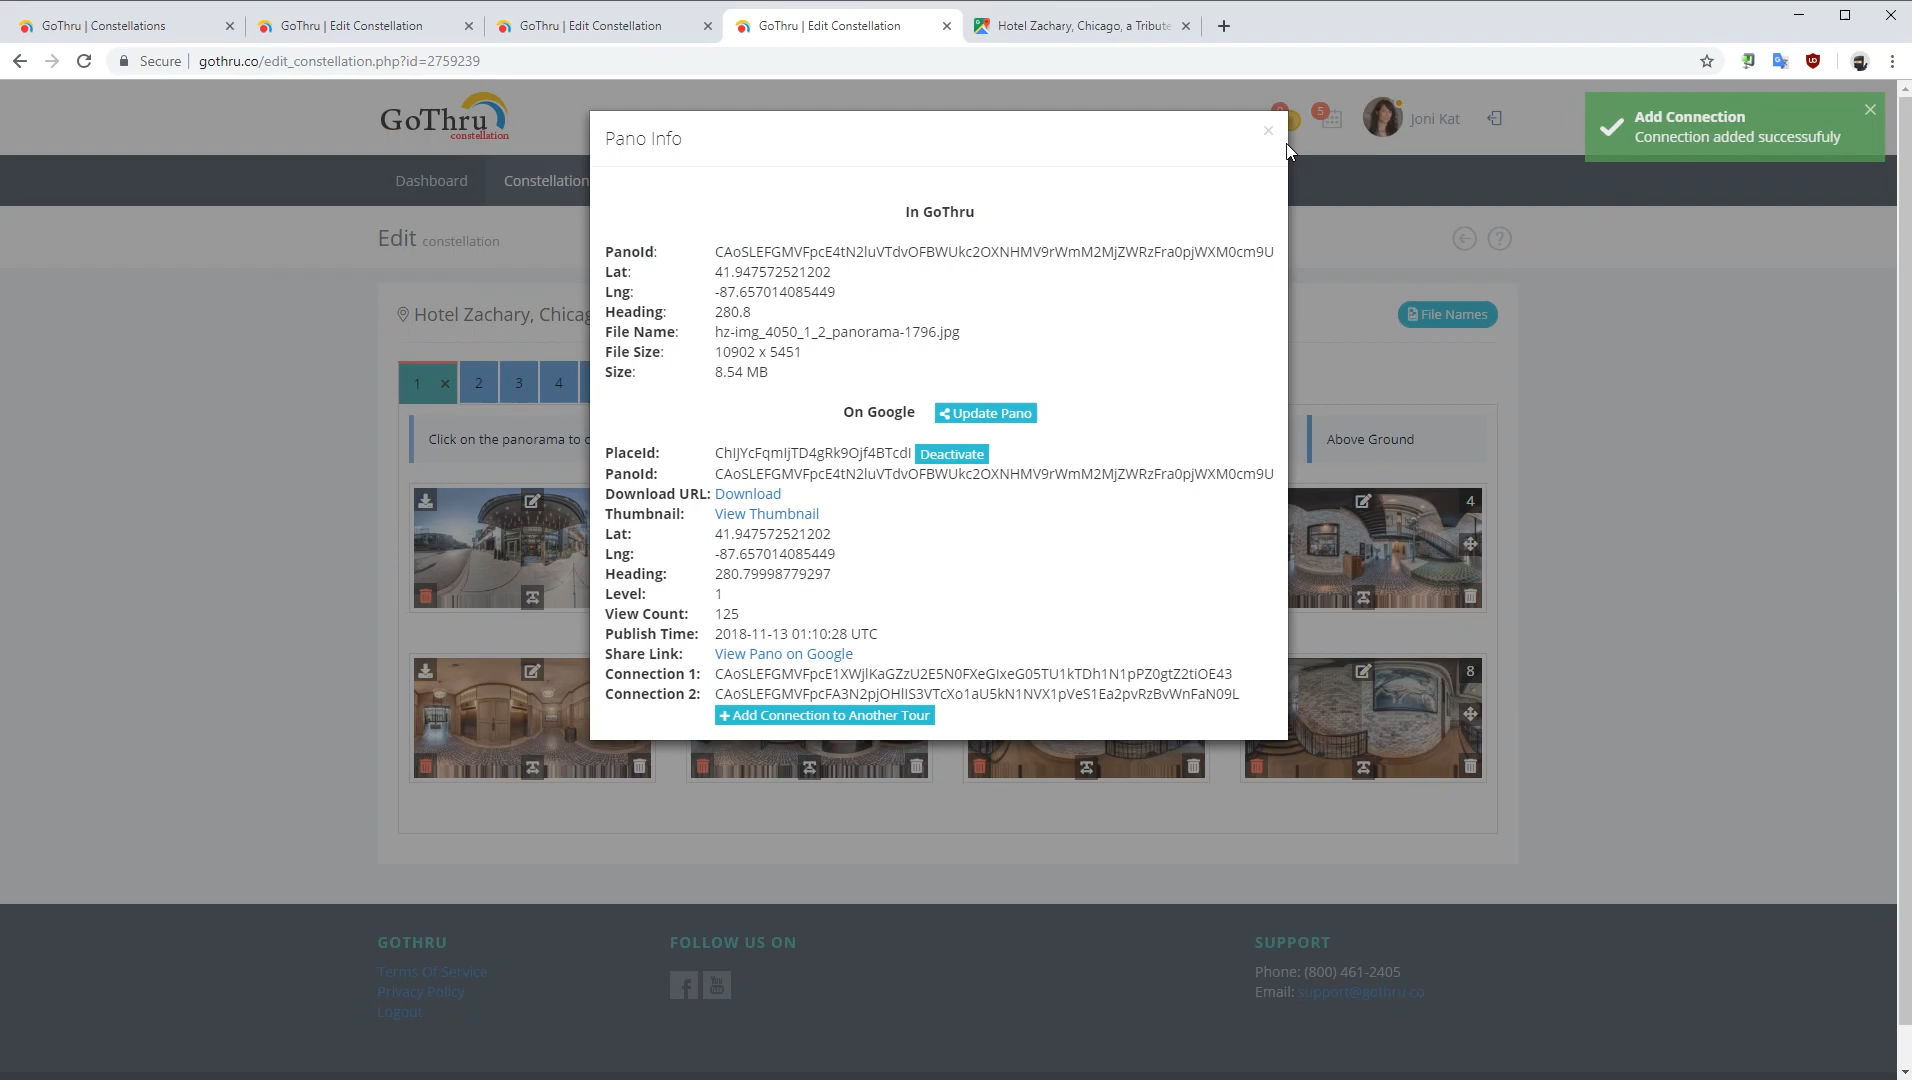 GoThru | Constellations
GoThru | Edit Constellation
GoThru | Edit Constellation
GoThru | Edit Constellation
Hotel Zachary, Chicago, a Tribute
Secure
gothru.co/edit_constellation.php?id=2759239
GoThru
constellation
5
Joni Kat
Add Connection
Connection added successfuly
Dashboard
Constellation
Edit constellation
Hotel Zachary, Chicag
File Names
1 2 3 4
Click on the panorama to
Above Ground
4
8
Pano Info
In GoThru
PanoId: CAoSLEFGMVFpcE4tN2luVTdvOFBWUkc2OXNHMV9rWmM2MjZWRzFra0pjWXM0cm9U
Lat: 41.947572521202
Lng: -87.657014085449
Heading: 280.8
File Name: hz-img_4050_1_2_panorama-1796.jpg
File Size: 10902 x 5451
Size: 8.54 MB
On Google Update Pano
PlaceId: ChIJYcFqmIjTD4gRk9Ojf4BTcdI Deactivate
PanoId: CAoSLEFGMVFpcE4tN2luVTdvOFBWUkc2OXNHMV9rWmM2MjZWRzFra0pjWXM0cm9U
Download URL: Download
Thumbnail: View Thumbnail
Lat: 41.947572521202
Lng: -87.657014085449
Heading: 280.79998779297
Level: 1
View Count: 125
Publish Time: 2018-11-13 01:10:28 UTC
Share Link: View Pano on Google
Connection 1: CAoSLEFGMVFpcE1XWjlKaGZzU2E5N0FXeGIxeG05TU1kTDh1N1pPZ0gtZ2tiOE43
Connection 2: CAoSLEFGMVFpcFA3N2pjOHlIS3VTcXo1aU5kN1NVX1pVeS1Ea2pvRzBvWnFaN09L
Add Connection to Another Tour
GOTHRU
Terms Of Service
Privacy Policy
Logout
FOLLOW US ON
SUPPORT
Phone: (800) 461-2405
Email: support@gothru.co